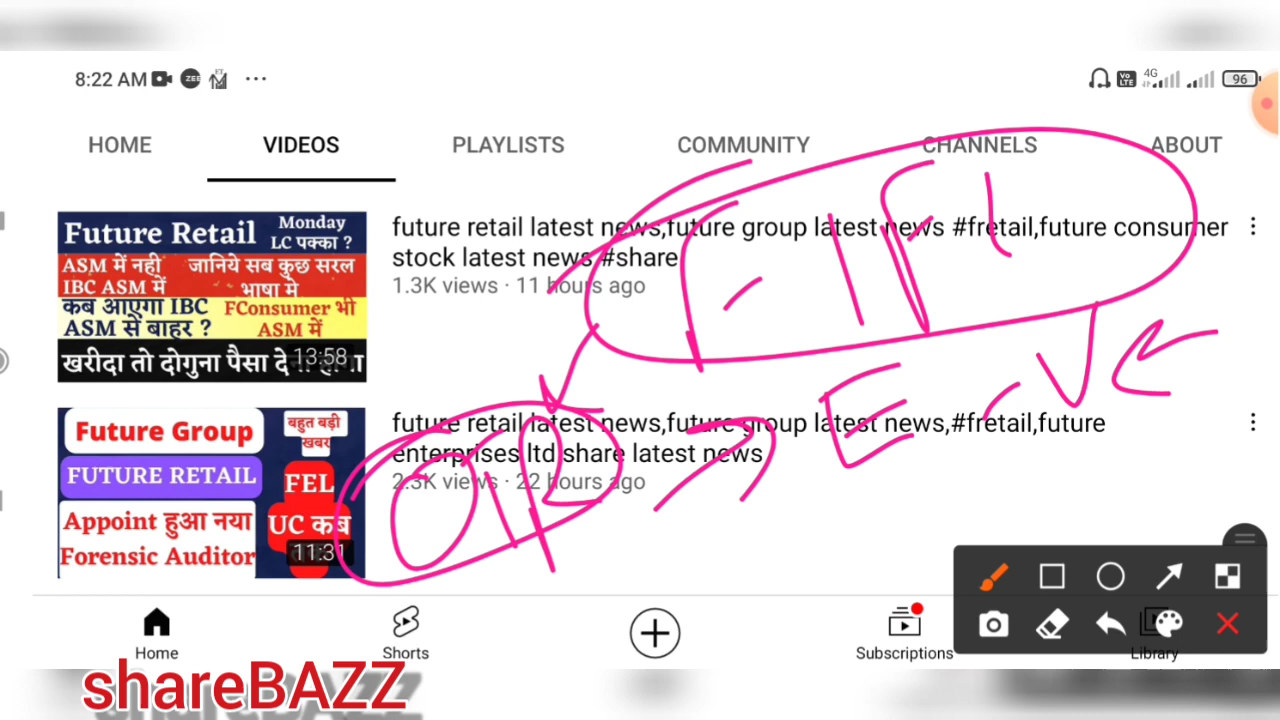 8:22 AM
4G
Vo LTE
96
HOME VIDEOS PLAYLISTS COMMUNITY CHANNELS ABOUT
Future Retail Monday
LC पक्का ?
ASM में नही जानिये सब कुछ सरल
IBC ASM में भाषा मे
कब आएगा IBC FConsumer भी
ASM से बाहर ? ASM में
खरीदा तो दोगुना पैसा दे
13:58
future retail latest news,future group latest news #fretail,future consumer
stock latest news #share
1.3K views · 11 hours ago
Future Group बहुत बड़ी
खबर
FUTURE RETAIL FEL
Appoint हुआ नया UC कब
Forensic Auditor
11:31
future retail latest news,future group latest news,#fretail,future
enterprises ltd share latest news
2.3K views · 22 hours ago
Home Shorts Subscriptions Library
shareBAZZ